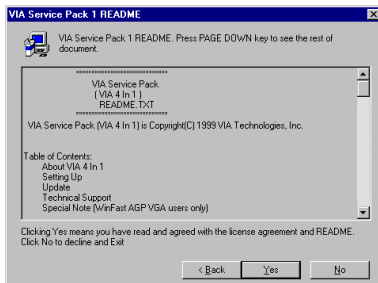 VIA Service Pack 1 README
VIA Service Pack 1 README. Press PAGE DOWN key to see the rest of
document.
================================
VIA Service Pack
( VIA 4 In 1 )
README.TXT
================================
VIA Service Pack (VIA 4 In 1) is Copyright(C) 1999 VIA Technologies, Inc.
Table of Contents:
About VIA 4 In 1
Setting Up
Update
Technical Support
Special Note (WinFast AGP VGA users only)
Clicking Yes means you have read and agreed with the license agreement and README.
Click No to decline and Exit
< Back
Yes
No